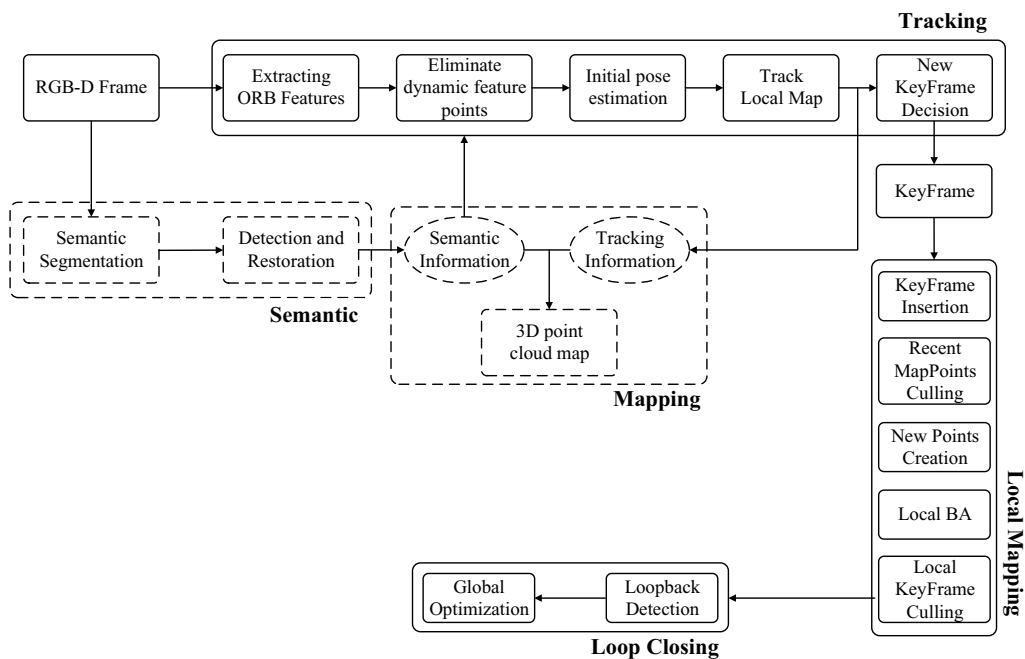 Tracking
RGB-D Frame
Extracting
ORB Features
Eliminate
dynamic feature
points
Initial pose
estimation
Track
Local Map
New
KeyFrame
Decision
KeyFrame
Semantic
Segmentation
Detection and
Restoration
Semantic
Semantic
Information
Tracking
Information
3D point
cloud map
Mapping
KeyFrame
Insertion
Recent
MapPoints
Culling
New Points
Creation
Local BA
Local
KeyFrame
Culling
Local Mapping
Global
Optimization
Loopback
Detection
Loop Closing